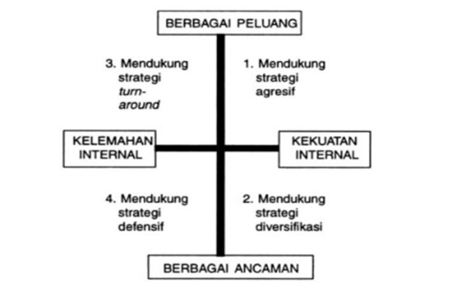 BERBAGAI PELUANG
3. Mendukung
strategi
turn-
around
1. Mendukung
strategi
agresif
KELEMAHAN
INTERNAL
KEKUATAN
INTERNAL
4. Mendukung
strategi
defensif
2. Mendukung
strategi
diversifikasi
BERBAGAI ANCAMAN